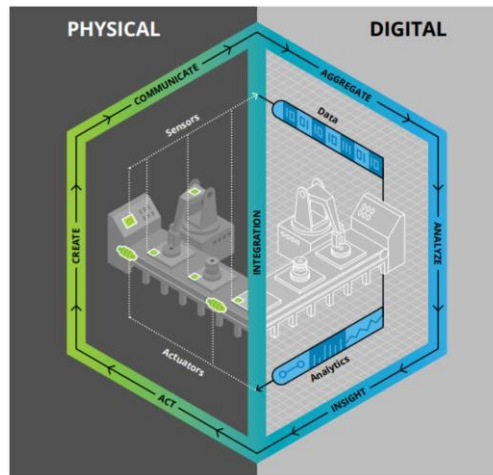 PHYSICAL
DIGITAL
COMMUNICATE
AGGREGATE
Sensors
Data
CREATE
INTEGRATION
ANALYZE
Actuators
Analytics
ACT
INSIGHT